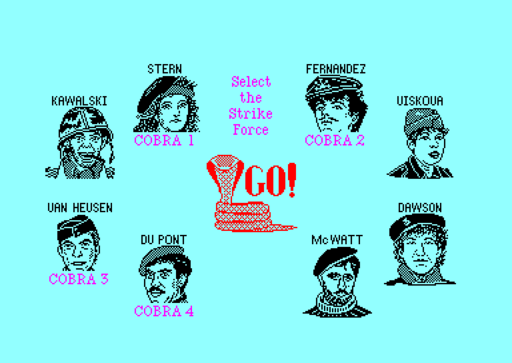 STERN
FERNANDEZ
Select
the
Strike
Force
KAWALSKI
VISKOVA
COBRA 1
COBRA 2
GO!
VAN HEUSEN
DAWSON
DU PONT
McWATT
COBRA 3
COBRA 4